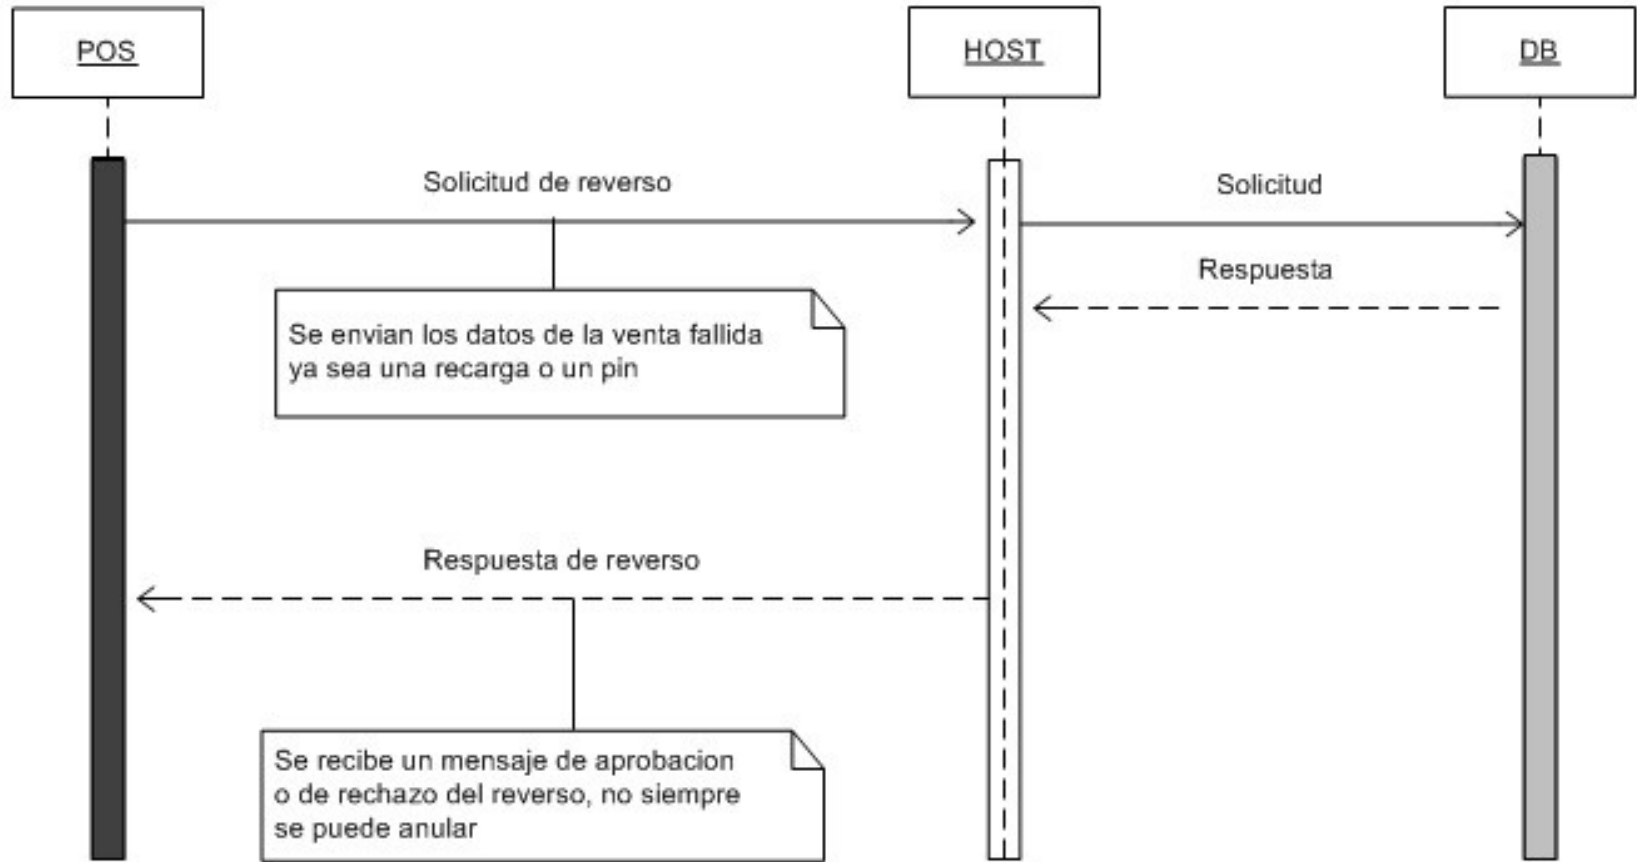 POS
HOST
DB
Solicitud de reverso
Solicitud
Respuesta
Se envian los datos de la venta fallida
ya sea una recarga o un pin
Respuesta de reverso
Se recibe un mensaje de aprobacion
o de rechazo del reverso, no siempre
se puede anular